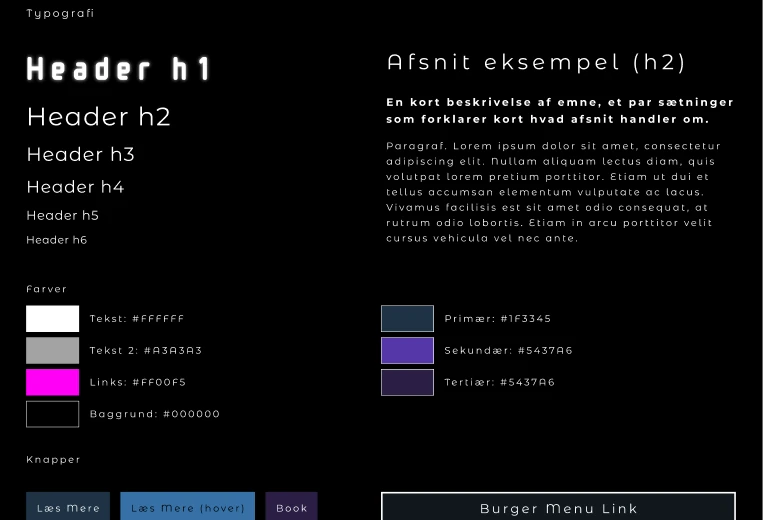 Typografi
Header h1
Header h2
Header h3
Header h4
Header h5
Header h6
Afsnit eksempel (h2)
En kort beskrivelse af emne, et par sætninger
som forklarer kort hvad afsnit handler om.
Paragraf. Lorem ipsum dolor sit amet, consectetur
adipiscing elit. Nullam aliquam lectus diam, quis
volutpat lorem pretium porttitor. Etiam ut dui et
tellus accumsan elementum vulputate ac lacus.
Vivamus facilisis est sit amet odio consequat, at
rutrum odio lobortis. Etiam in arcu porttitor velit
cursus vehicula vel nec ante.
Farver
Tekst: #FFFFFF
Tekst 2: #A3A3A3
Links: #FF00F5
Baggrund: #000000
Primær: #1F3345
Sekundær: #5437A6
Tertiær: #5437A6
Knapper
Læs Mere
Læs Mere (hover)
Book
Burger Menu Link